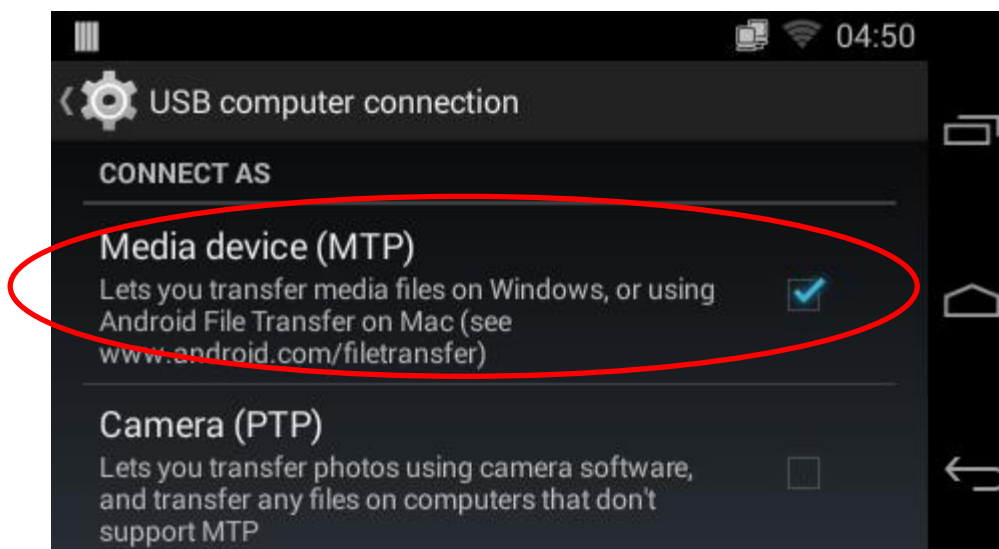 04:50
USB computer connection
CONNECT AS
Media device (MTP)
Lets you transfer media files on Windows, or using
Android File Transfer on Mac (see
www.android.com/filetransfer)
Camera (PTP)
Lets you transfer photos using camera software,
and transfer any files on computers that don't
support MTP